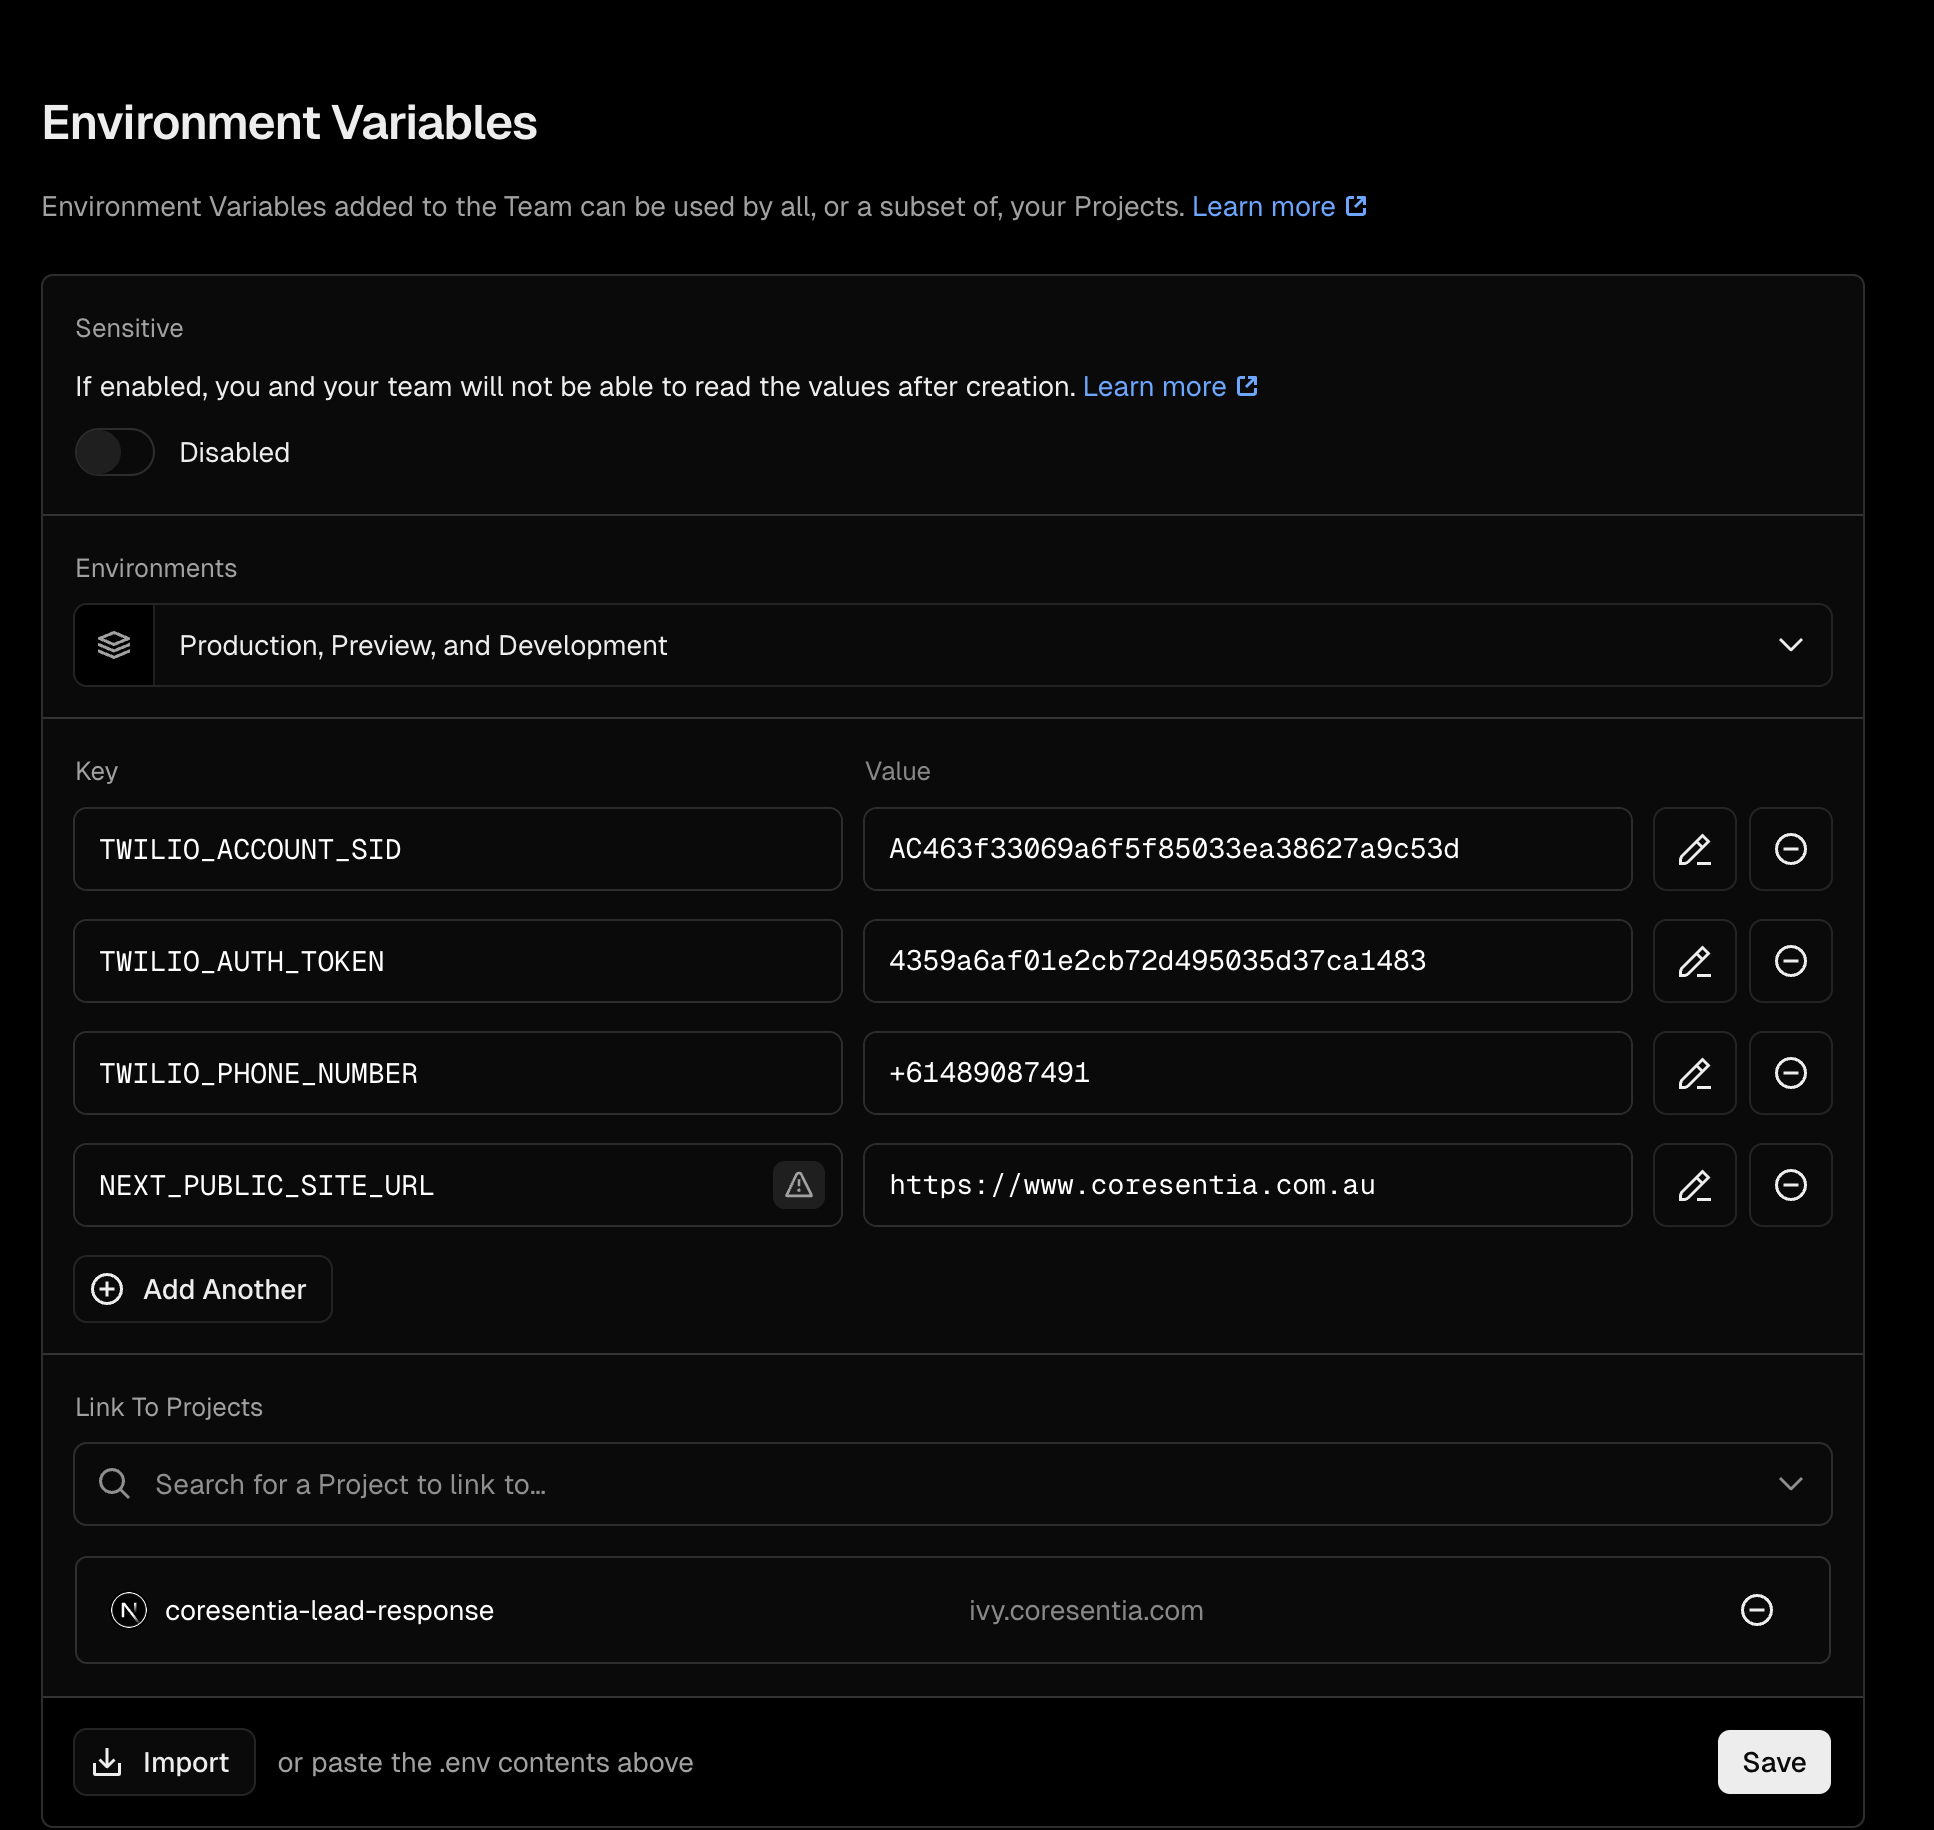 Environment Variables
Environment Variables added to the Team can be used by all, or a subset of, your Projects. Learn more
Sensitive
If enabled, you and your team will not be able to read the values after creation. Learn more
Disabled
Environments
Production, Preview, and Development
Key Value
TWILIO_ACCOUNT_SID AC463f33069a6f5f85033ea38627a9c53d
TWILIO_AUTH_TOKEN 4359a6af01e2cb72d495035d37ca1483
TWILIO_PHONE_NUMBER +61489087491
NEXT_PUBLIC_SITE_URL https://www.coresentia.com.au
Add Another
Link To Projects
Search for a Project to link to...
coresentia-lead-response ivy.coresentia.com
Import or paste the .env contents above Save